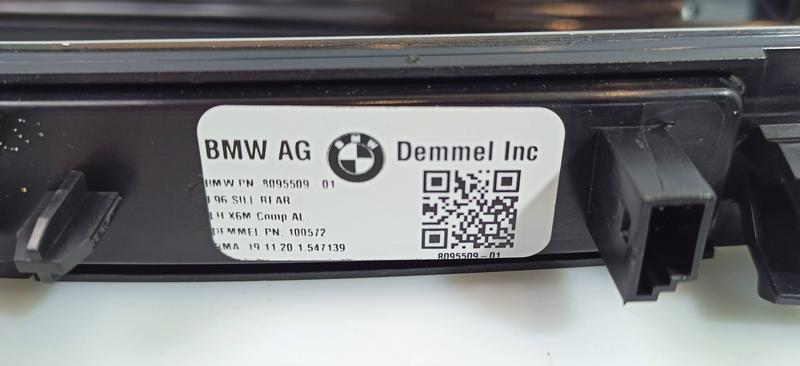 BMW AG BMW Demmel Inc
BMW PN 8095509 01
F96 SILL REAR
LH X6M Comp AL
DEMMEL PN: 100572
19.11.20 1.547139
8095509-01